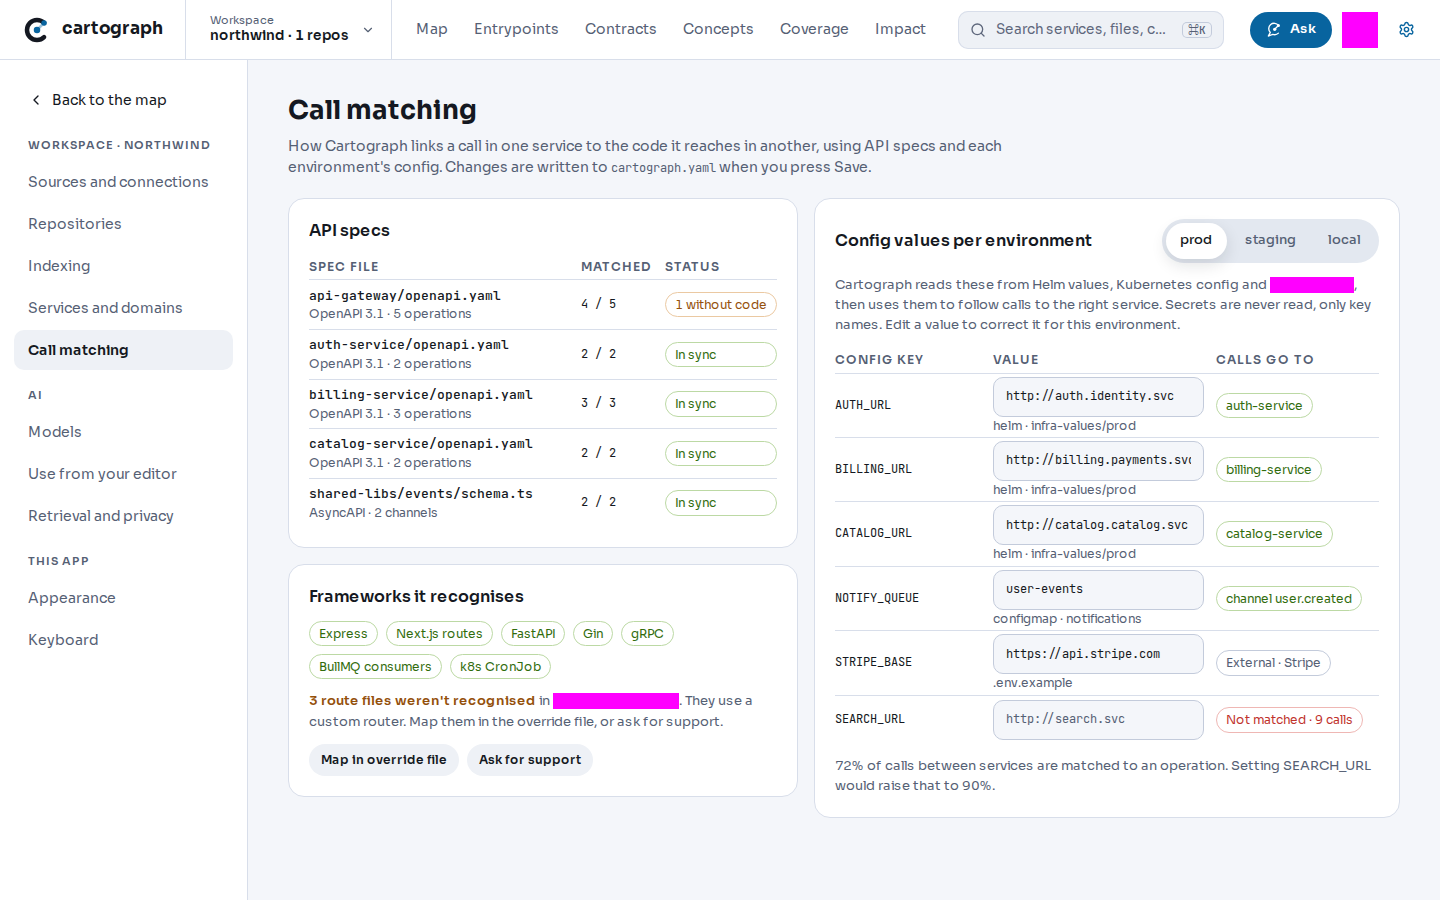 cartograph
Workspace
northwind · 1 repos
Map
Entrypoints
Contracts
Concepts
Coverage
Impact
Search services, files, c...
⌘K
Ask
Back to the map
WORKSPACE · NORTHWIND
Sources and connections
Repositories
Indexing
Services and domains
Call matching
AI
Models
Use from your editor
Retrieval and privacy
THIS APP
Appearance
Keyboard
Call matching
How Cartograph links a call in one service to the code it reaches in another, using API specs and each
environment's config. Changes are written to cartograph.yaml when you press Save.
API specs
SPEC FILE MATCHED STATUS
api-gateway/openapi.yaml
OpenAPI 3.1 · 5 operations
4 / 5
1 without code
auth-service/openapi.yaml
OpenAPI 3.1 · 2 operations
2 / 2
In sync
billing-service/openapi.yaml
OpenAPI 3.1 · 3 operations
3 / 3
In sync
catalog-service/openapi.yaml
OpenAPI 3.1 · 2 operations
2 / 2
In sync
shared-libs/events/schema.ts
AsyncAPI · 2 channels
2 / 2
In sync
Frameworks it recognises
Express
Next.js routes
FastAPI
Gin
gRPC
BullMQ consumers
k8s CronJob
3 route files weren't recognised in . They use a
custom router. Map them in the override file, or ask for support.
Map in override file
Ask for support
Config values per environment
prod
staging
local
Cartograph reads these from Helm values, Kubernetes config and ,
then uses them to follow calls to the right service. Secrets are never read, only key
names. Edit a value to correct it for this environment.
CONFIG KEY VALUE CALLS GO TO
AUTH_URL
http://auth.identity.svc
helm · infra-values/prod
auth-service
BILLING_URL
http://billing.payments.svc
helm · infra-values/prod
billing-service
CATALOG_URL
http://catalog.catalog.svc
helm · infra-values/prod
catalog-service
NOTIFY_QUEUE
user-events
configmap · notifications
channel user.created
STRIPE_BASE
https://api.stripe.com
.env.example
External · Stripe
SEARCH_URL
http://search.svc
Not matched · 9 calls
72% of calls between services are matched to an operation. Setting SEARCH_URL
would raise that to 90%.